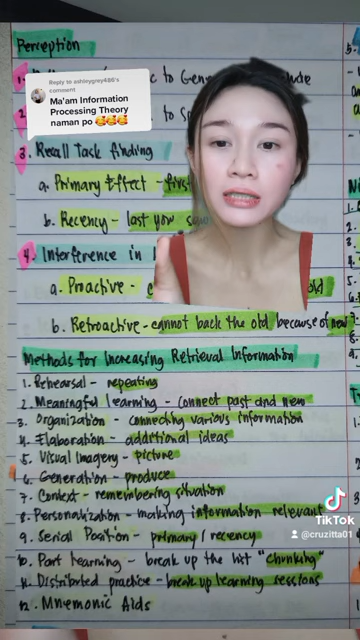 Perception
Reply to ashleygrey486's
comment
Ma'am Information
Processing Theory
naman po 🥰🥰🥰
to Gen
3. Recall Task finding
a. Primary Effect - first
b. Recency - last you
4. Interference in
a. Proactive - old
b. Retroactive - cannot back the old because of new
Methods for Increasing Retrieval Information
1. Rehearsal - repeating
2. Meaningful learning - connect past and new
3. Organization - connecting various information
4. Elaboration - additional ideas
5. Visual Imagery - picture
6. Generation - produce
7. Context - remembering situation
8. Personalization - making information relevant
9. Serial Position - primary / recency
10. Part learning - break up the list "chunking"
11. Distributed practice - break up learning sessions
12. Mnemonic Aids
TikTok
@cruzitta01